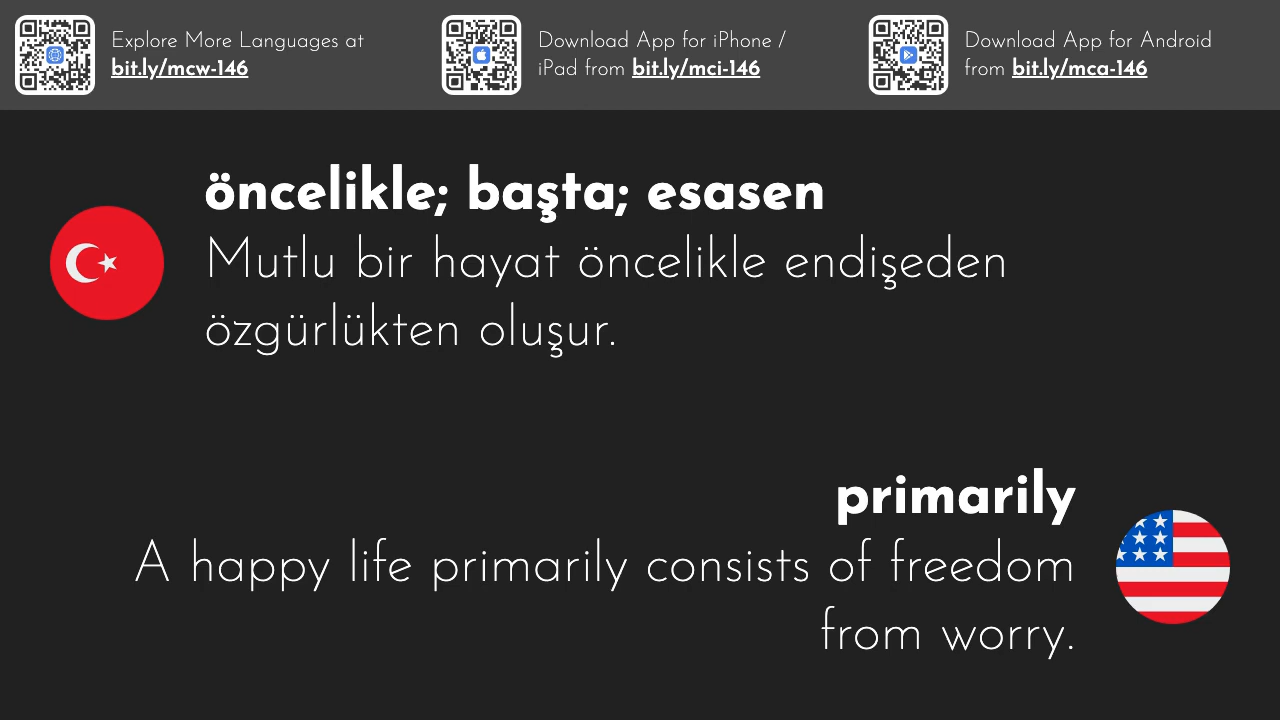 Explore More Languages at
bit.ly/mcw-146
Download App for iPhone /
iPad from bit.ly/mci-146
Download App for Android
from bit.ly/mca-146
öncelikle; başta; esasen
Mutlu bir hayat öncelikle endişeden
özgürlükten oluşur.
primarily
A happy life primarily consists of freedom
from worry.